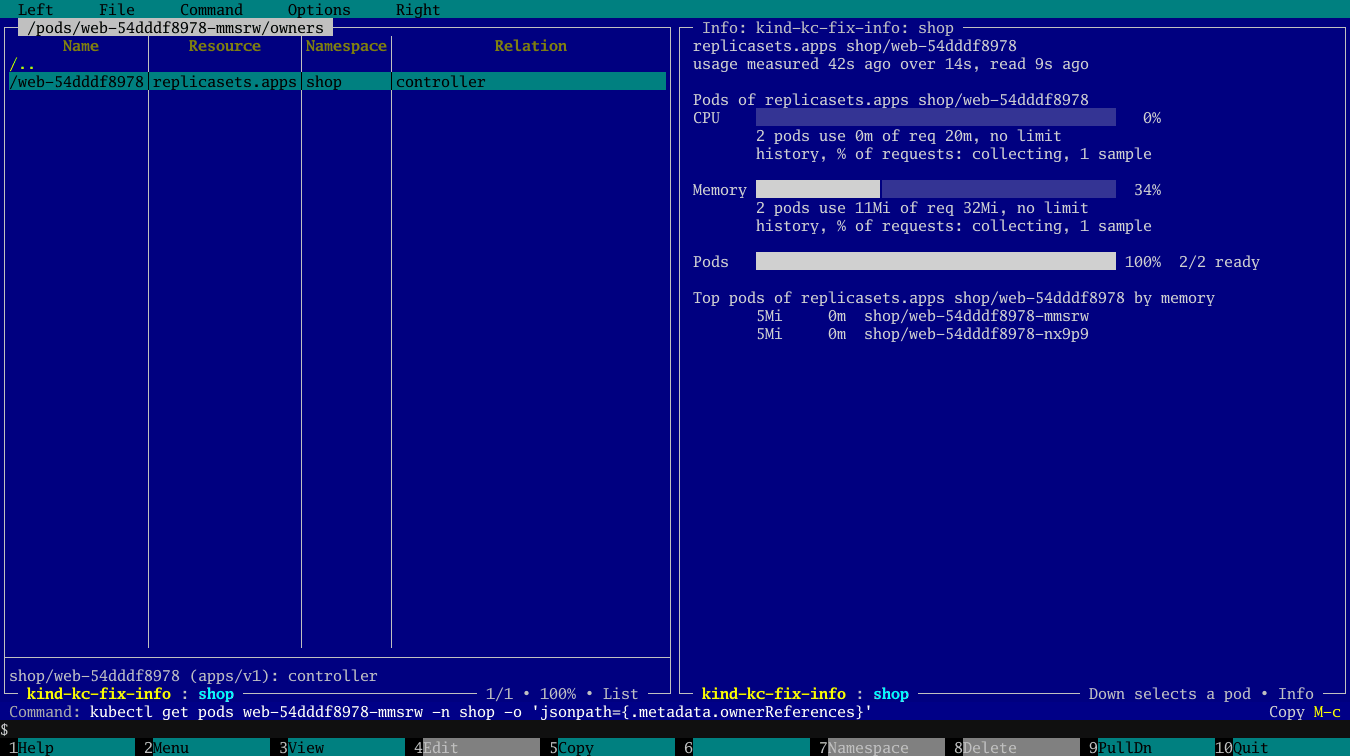 Left File Command Options Right
/pods/web-54dddf8978-mmsrw/owners
Name Resource Namespace Relation
/..
/web-54dddf8978 replicasets.apps shop controller
shop/web-54dddf8978 (apps/v1): controller
kind-kc-fix-info : shop 1/1 • 100% • List
Info: kind-kc-fix-info: shop
replicasets.apps shop/web-54dddf8978
usage measured 42s ago over 14s, read 9s ago
Pods of replicasets.apps shop/web-54dddf8978
CPU 0%
2 pods use 0m of req 20m, no limit
history, % of requests: collecting, 1 sample
Memory 34%
2 pods use 11Mi of req 32Mi, no limit
history, % of requests: collecting, 1 sample
Pods 100% 2/2 ready
Top pods of replicasets.apps shop/web-54dddf8978 by memory
5Mi 0m shop/web-54dddf8978-mmsrw
5Mi 0m shop/web-54dddf8978-nx9p9
kind-kc-fix-info : shop Down selects a pod • Info
Command: kubectl get pods web-54dddf8978-mmsrw -n shop -o 'jsonpath={.metadata.ownerReferences}' Copy M-c
$
1Help 2Menu 3View 4Edit 5Copy 6 7Namespace 8Delete 9PullDn 10Quit